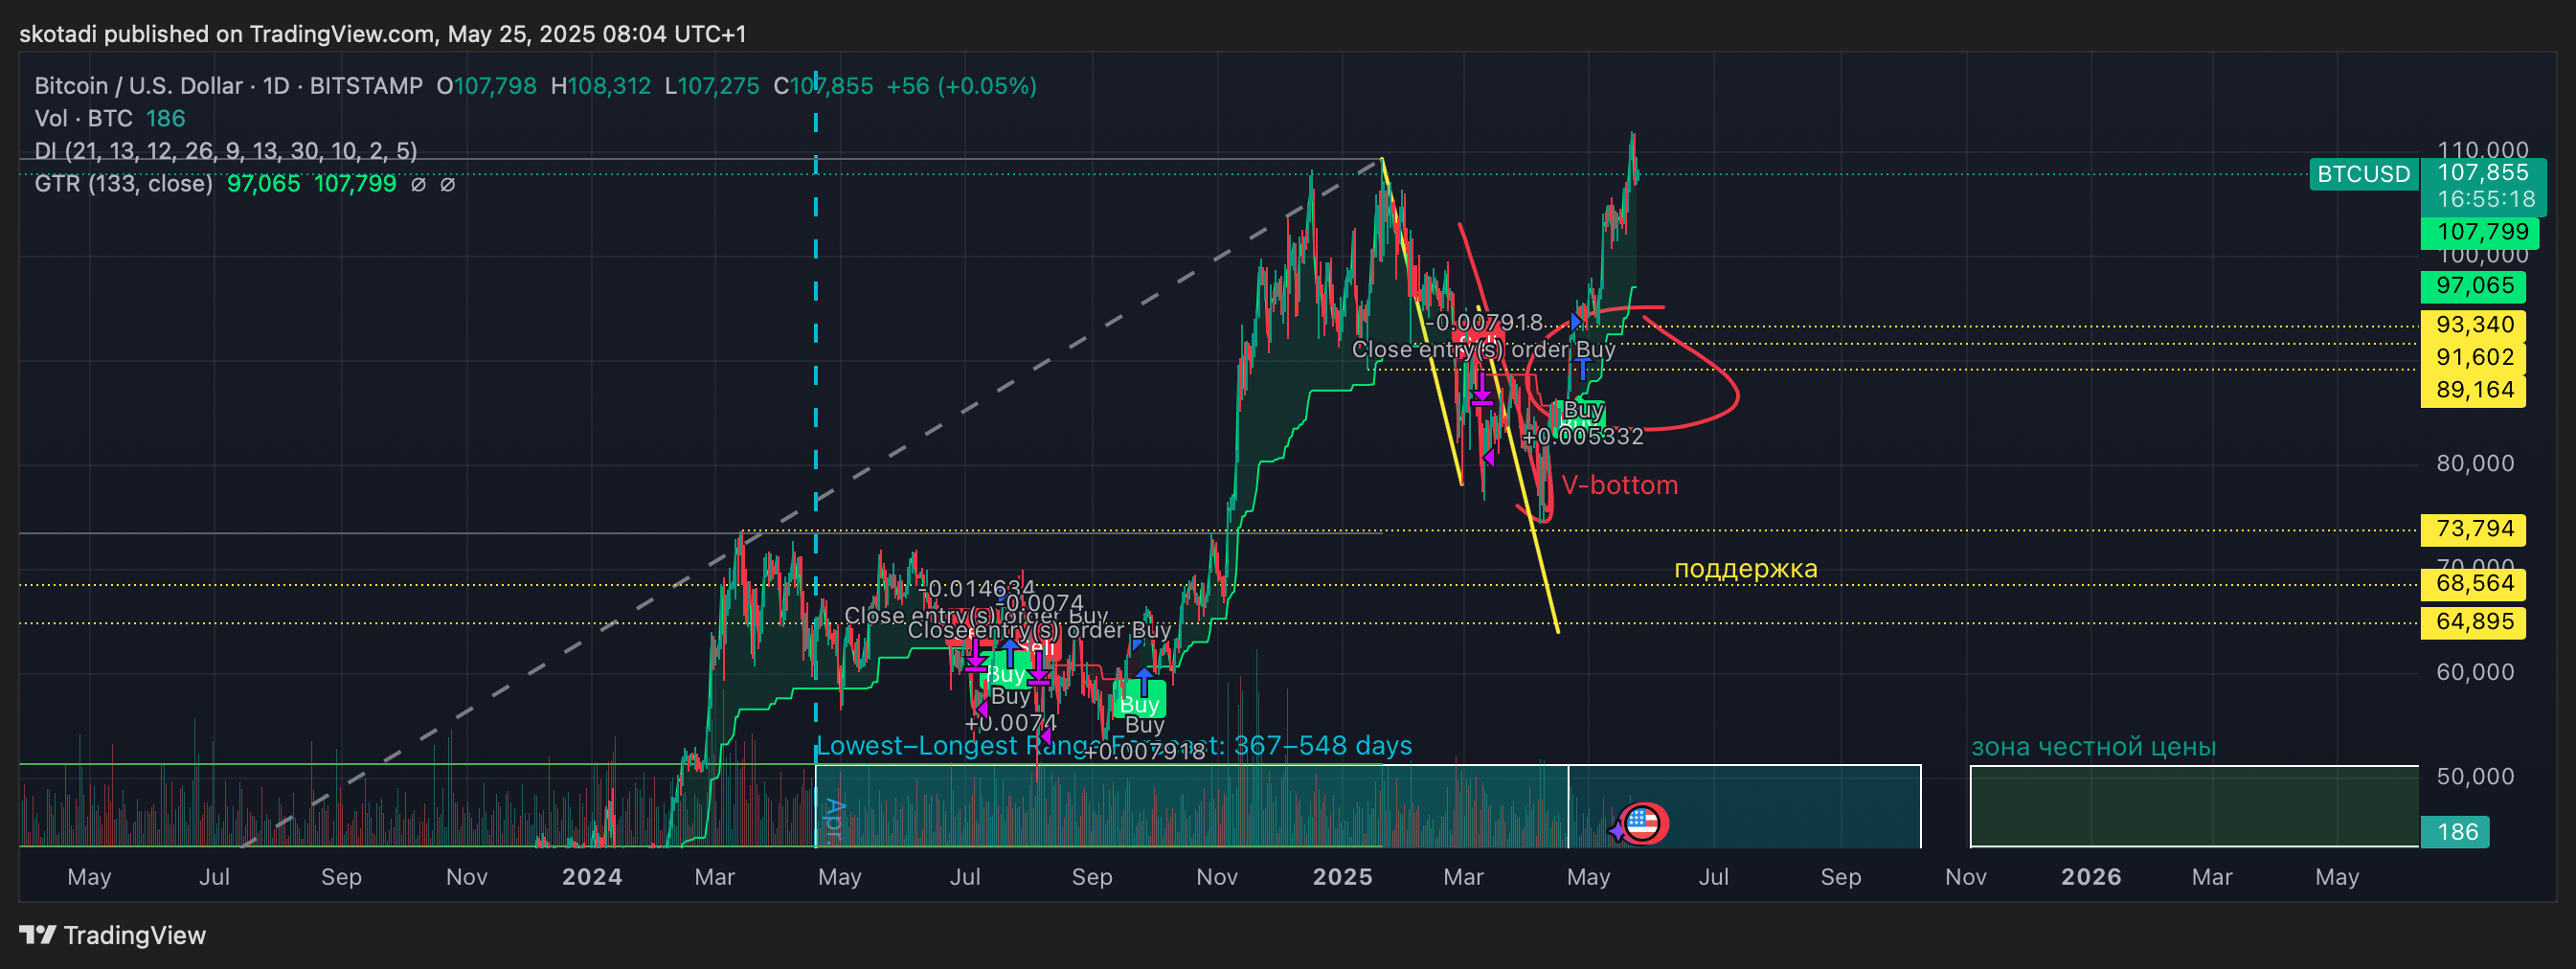 skotadi published on TradingView.com, May 25, 2025 08:04 UTC+1
Bitcoin / U.S. Dollar · 1D · BITSTAMP O107,798 H108,312 L107,275 C107,855 +56 (+0.05%)
Vol · BTC 186
DI (21, 13, 12, 26, 9, 13, 30, 10, 2, 5)
GTR (133, close) 97,065 107,799 ∅ ∅
110,000
BTCUSD 107,855
16:55:18
107,799
100,000
97,065
93,340
91,602
89,164
80,000
73,794
70,000
68,564
64,895
60,000
50,000
186
-0.007918
Close entry(s) order Buy
Buy
+0.005332
V-bottom
поддержка
-0.014634
-0.0074
Close entry(s) order Buy
Close entry(s) order Buy
Sell
Buy
Buy
+0.0074
Buy
Buy
+0.007918
Lowest–Longest Range Forecast: 367–548 days
зона честной цены
Apr.
May Jul Sep Nov 2024 Mar May Jul Sep Nov 2025 Mar May Jul Sep Nov 2026 Mar May
TradingView